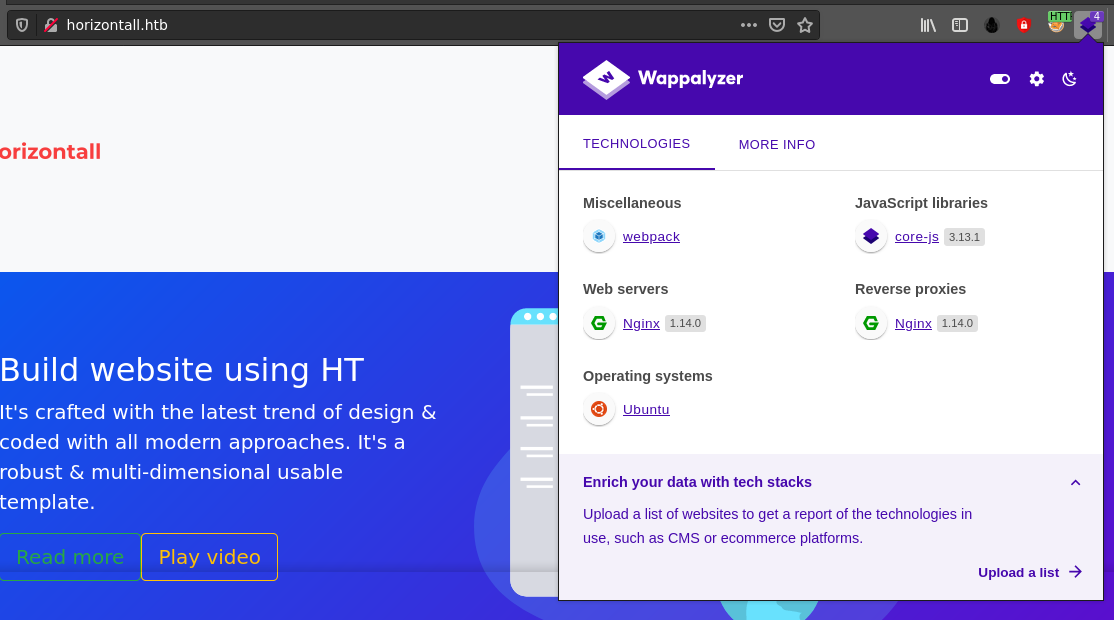 horizontall.htb
HTT
4
Wappalyzer
TECHNOLOGIES
MORE INFO
orizontall
Miscellaneous
webpack
JavaScript libraries
core-js 3.13.1
Web servers
Nginx 1.14.0
Reverse proxies
Nginx 1.14.0
Operating systems
Ubuntu
Build website using HT
It's crafted with the latest trend of design &
coded with all modern approaches. It's a
robust & multi-dimensional usable
template.
Read more
Play video
Enrich your data with tech stacks
Upload a list of websites to get a report of the technologies in
use, such as CMS or ecommerce platforms.
Upload a list